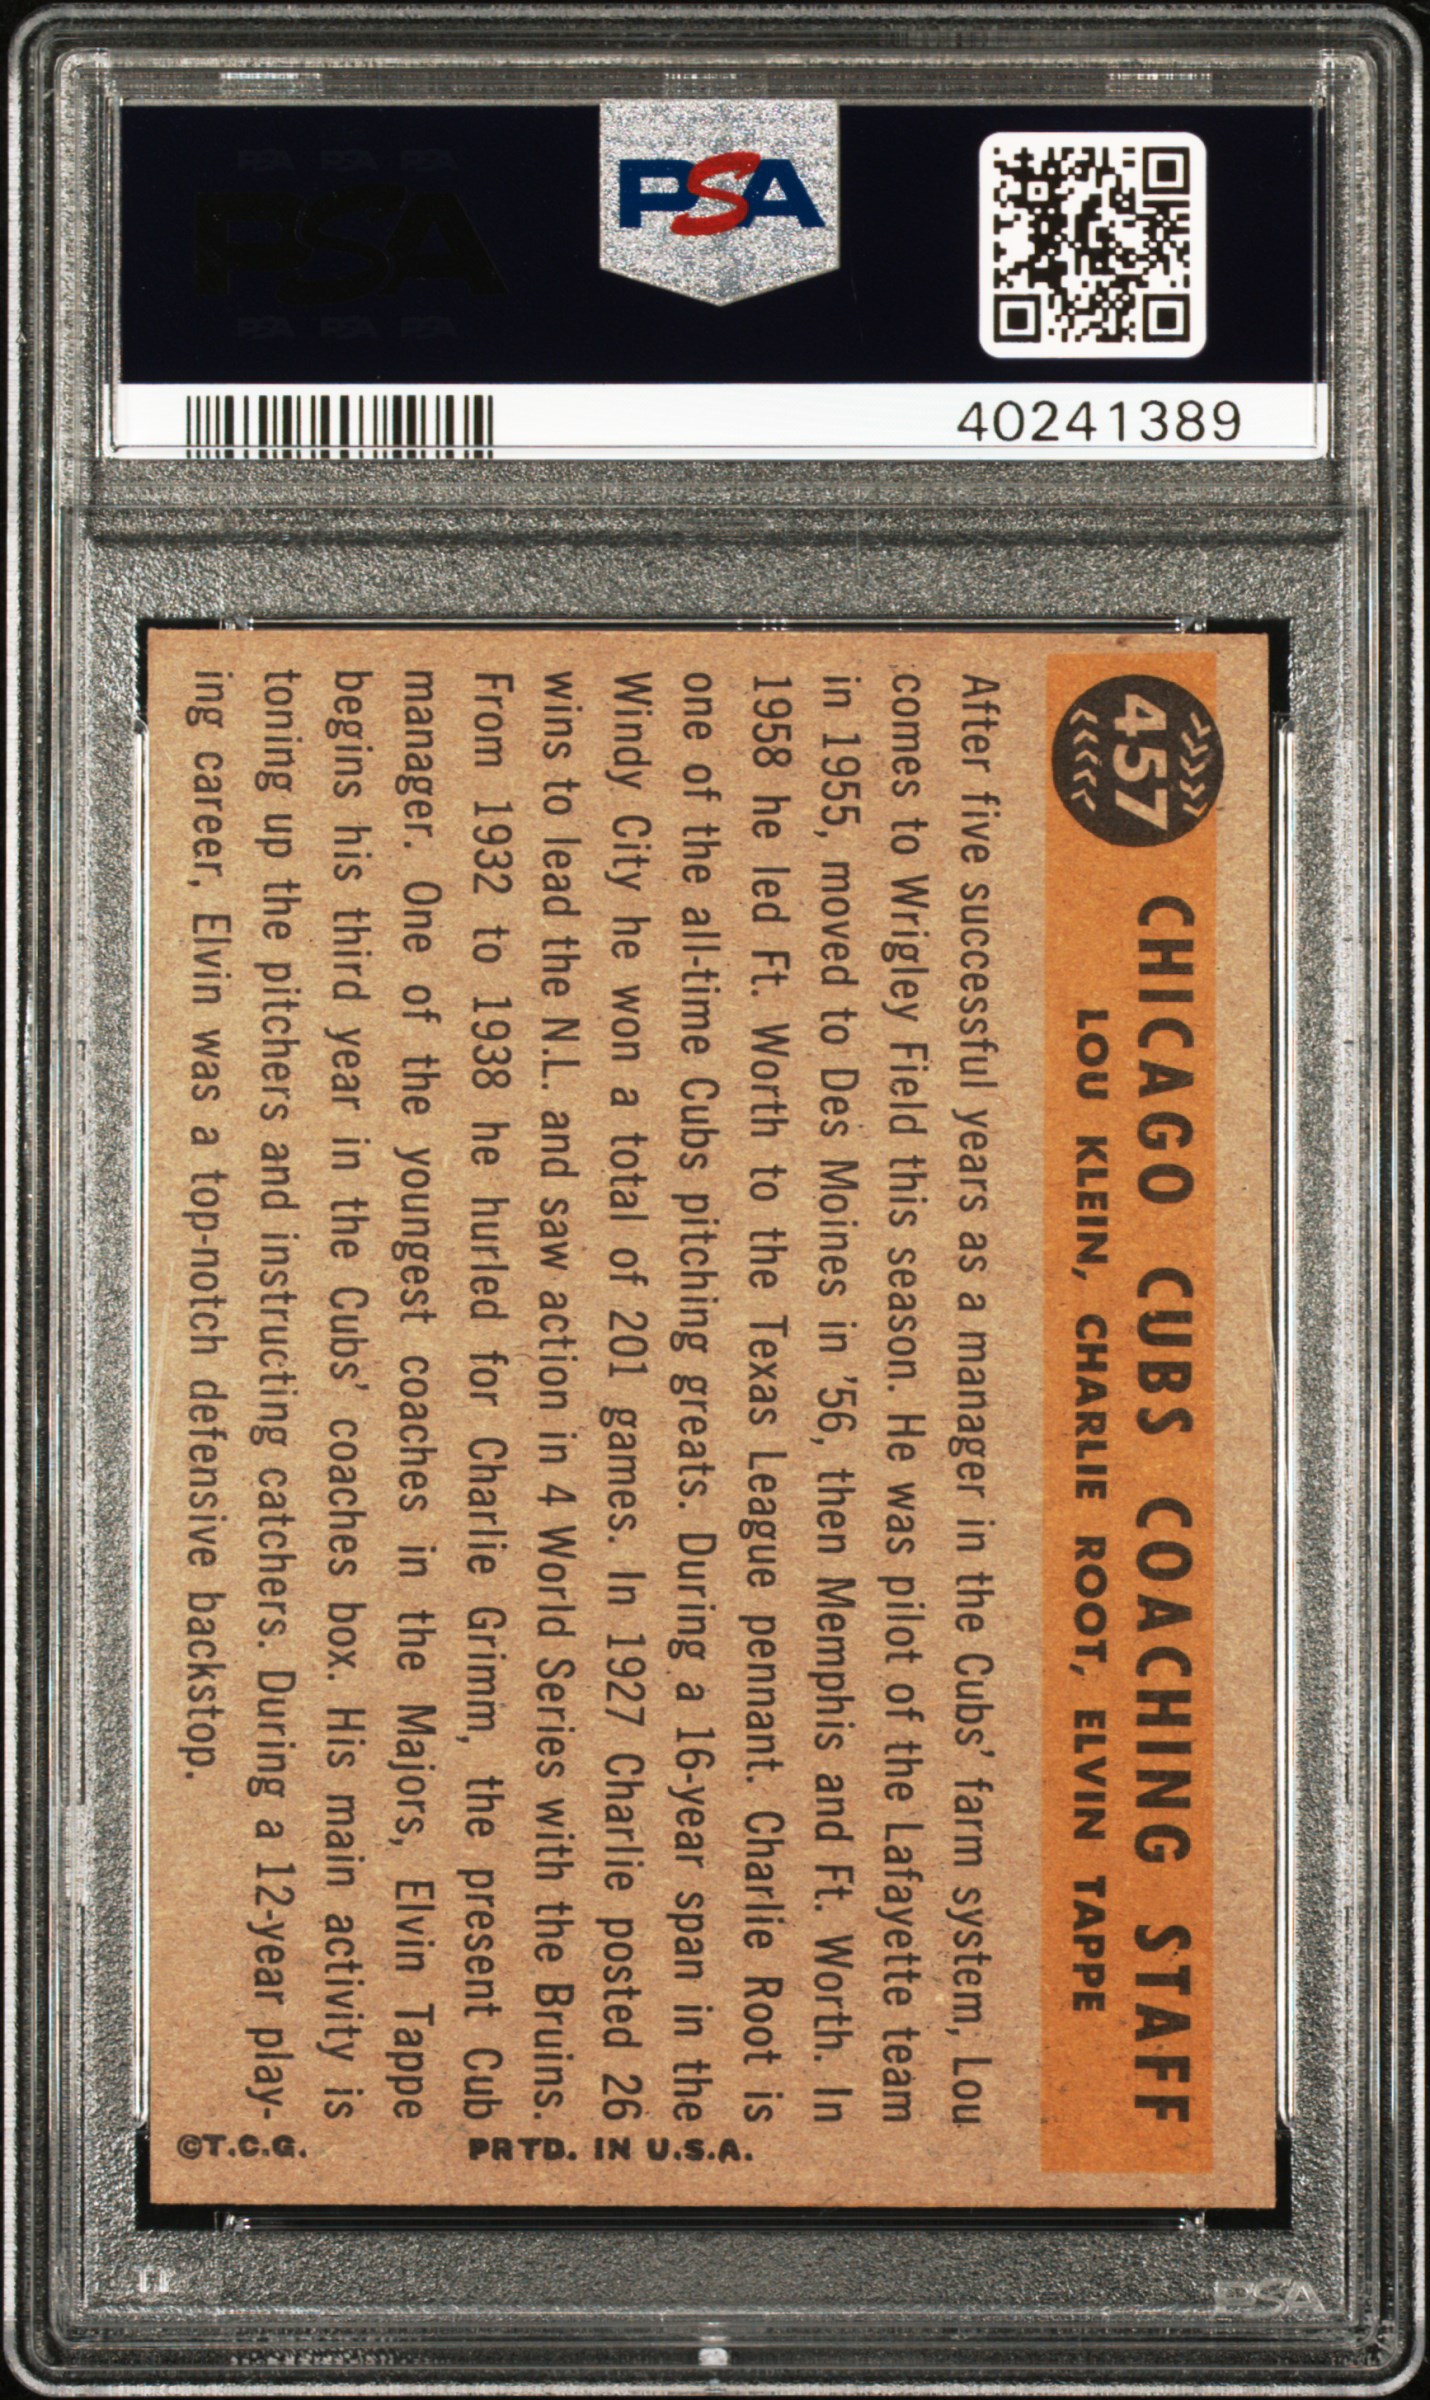 PSA PSA PSA
PSA
PSA PSA PSA
PSA
40241389
457
CHICAGO CUBS COACHING STAFF
LOU KLEIN, CHARLIE ROOT, ELVIN TAPPE
After five successful years as a manager in the Cubs' farm system, Lou
comes to Wrigley Field this season. He was pilot of the Lafayette team
in 1955, moved to Des Moines in '56, then Memphis and Ft. Worth. In
1958 he led Ft. Worth to the Texas League pennant. Charlie Root is
one of the all-time Cubs pitching greats. During a 16-year span in the
Windy City he won a total of 201 games. In 1927 Charlie posted 26
wins to lead the N.L. and saw action in 4 World Series with the Bruins.
From 1932 to 1938 he hurled for Charlie Grimm, the present Cub
manager. One of the youngest coaches in the Majors, Elvin Tappe
begins his third year in the Cubs' coaches box. His main activity is
toning up the pitchers and instructing catchers. During a 12-year play-
ing career, Elvin was a top-notch defensive backstop.
PRTD. IN U.S.A.
©T.C.G.
PSA